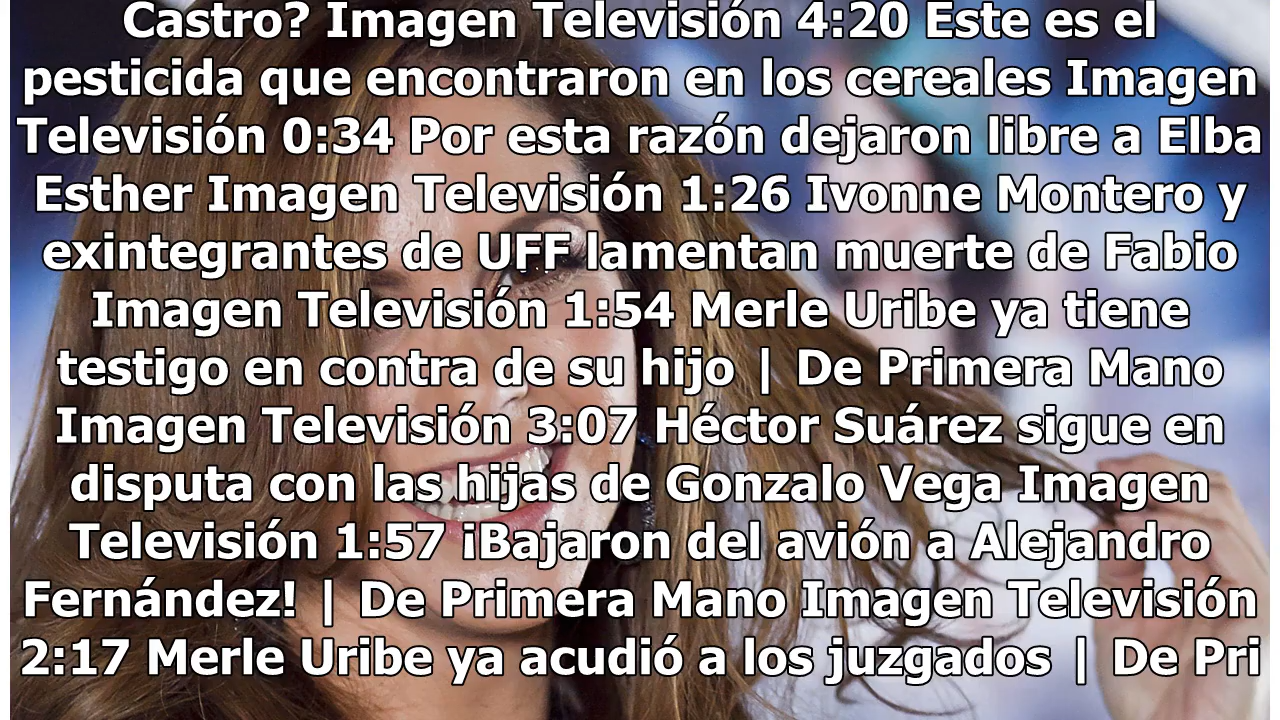 Castro? Imagen Televisión 4:20 Este es el
pesticida que encontraron en los cereales Imagen
Televisión 0:34 Por esta razón dejaron libre a Elba
Esther Imagen Televisión 1:26 Ivonne Montero y
exintegrantes de UFF lamentan muerte de Fabio
Imagen Televisión 1:54 Merle Uribe ya tiene
testigo en contra de su hijo | De Primera Mano
Imagen Televisión 3:07 Héctor Suárez sigue en
disputa con las hijas de Gonzalo Vega Imagen
Televisión 1:57 ¡Bajaron del avión a Alejandro
Fernández! | De Primera Mano Imagen Televisión
2:17 Merle Uribe ya acudió a los juzgados | De Pri